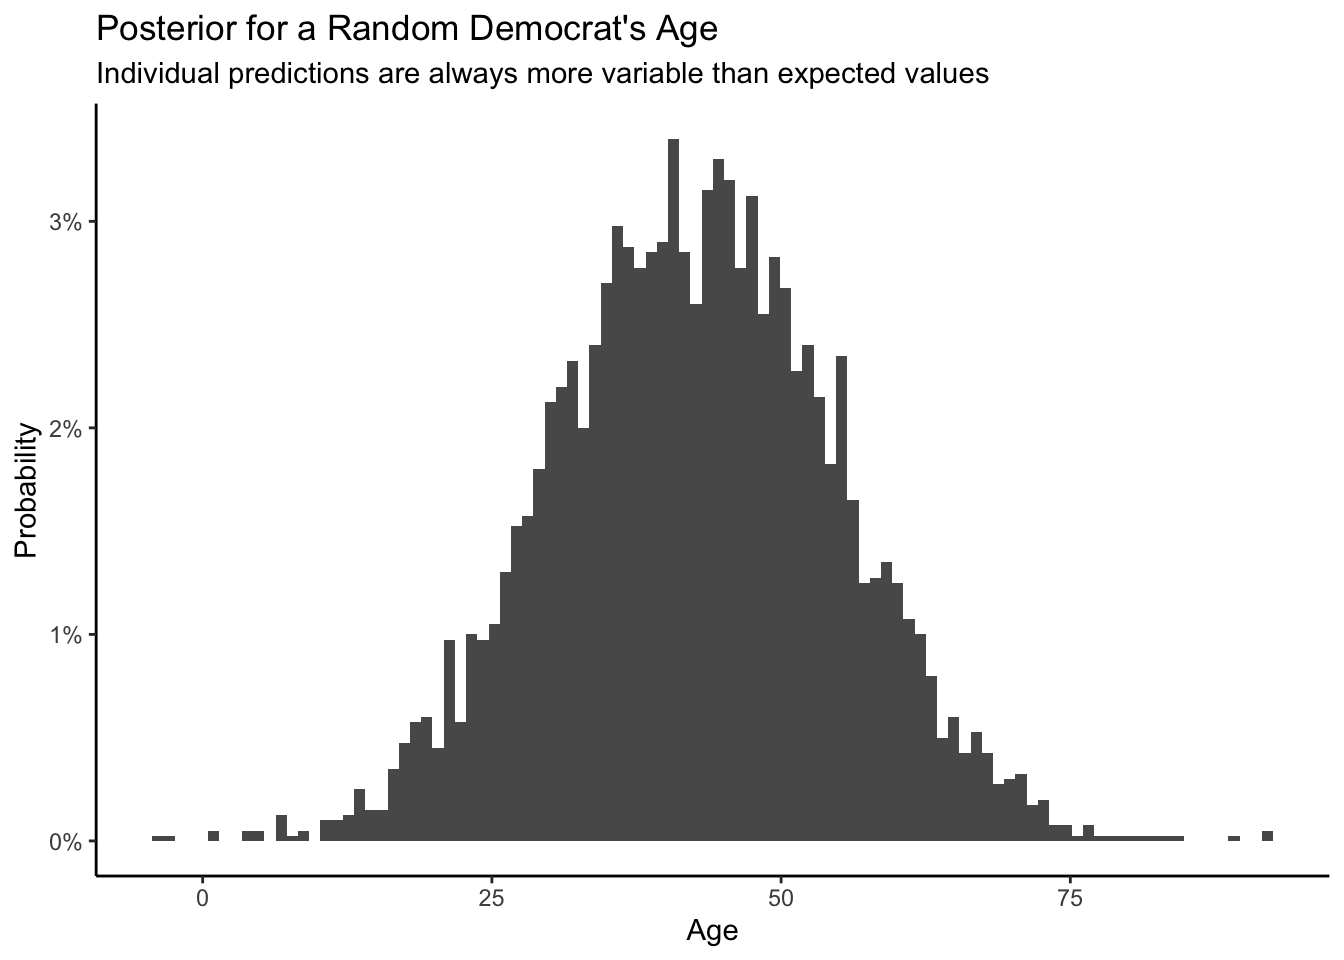 Posterior for a Random Democrat's Age
Individual predictions are always more variable than expected values
3%
2%
1%
0%
Probability
0 25 50 75
Age